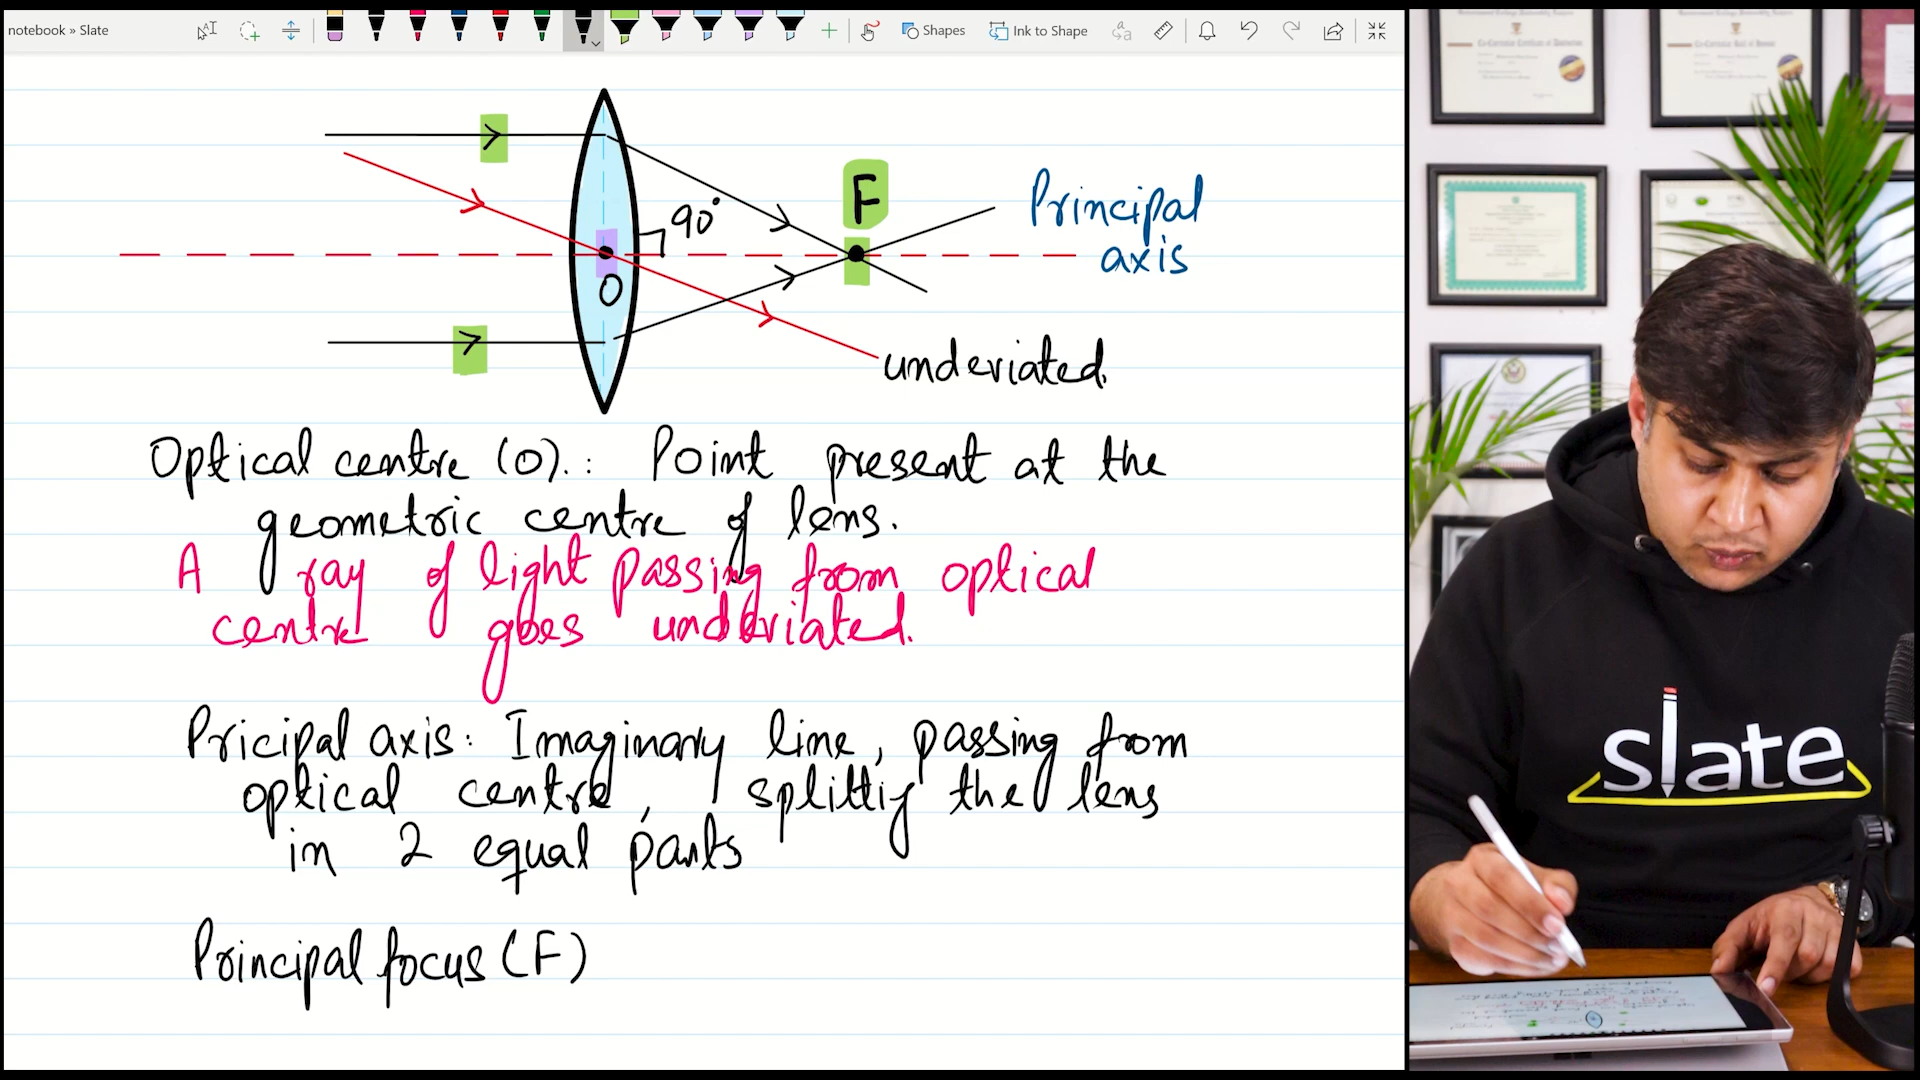 notebook » Slate
Shapes
Ink to Shape
90°
F
Principal
axis
O
undeviated.
Optical centre (O).: Point present at the
geometric centre of lens.
A ray of light passing from optical
centre goes undeviated.
Pricipal axis: Imaginary line, passing from
optical centre, splittig the lens
in 2 equal parts
Principal focus (F)
slate